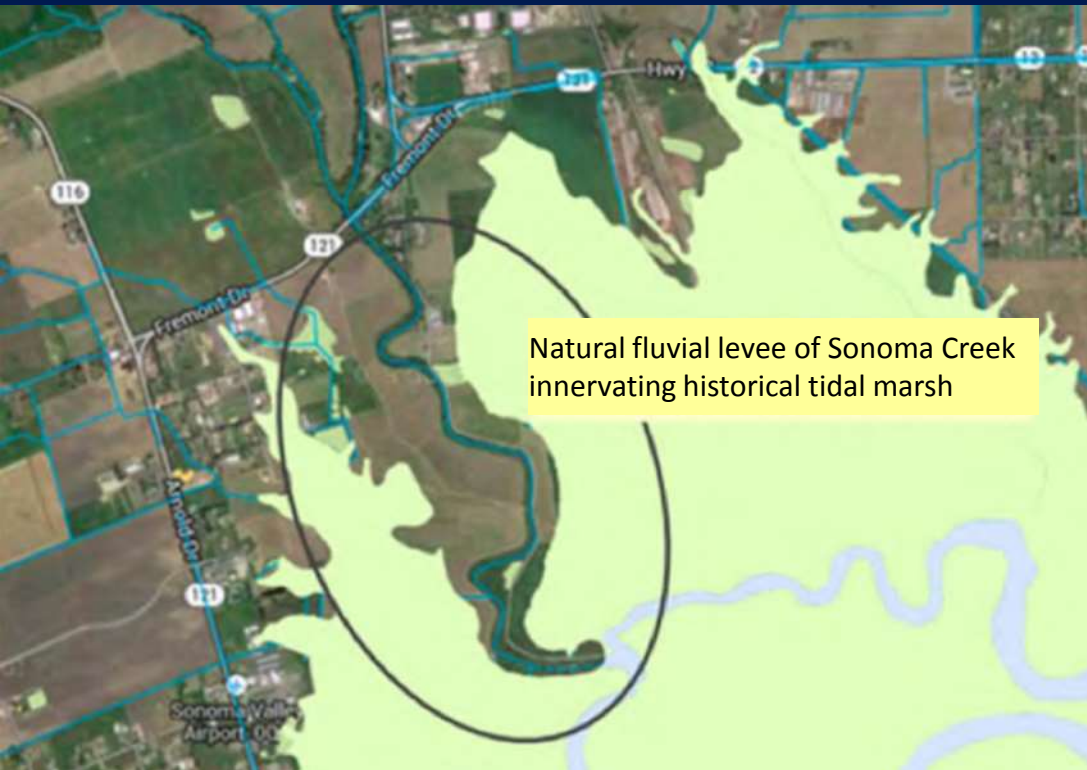 Hwy
121
12
Fremont Dr
116
121
Fremont Dr
Natural fluvial levee of Sonoma Creek
innervating historical tidal marsh
Arnold Dr
121
Sonoma Valley
Airport